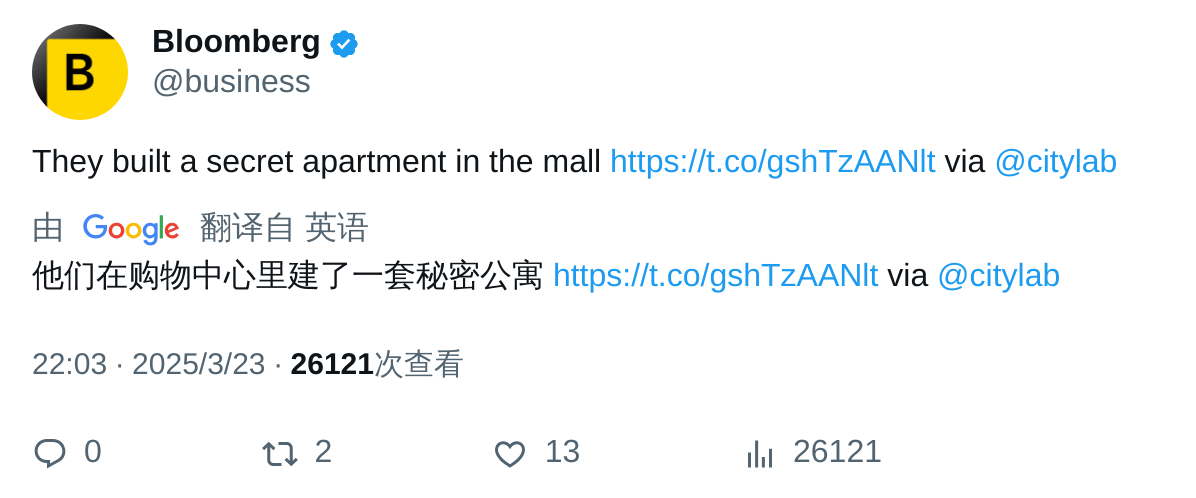 B
Bloomberg
@business
They built a secret apartment in the mall https://t.co/gshTzAANlt via @citylab
由 Google 翻译自 英语
他们在购物中心里建了一套秘密公寓 https://t.co/gshTzAANlt via @citylab
22:03 · 2025/3/23 · 26121次查看
0 2 13 26121